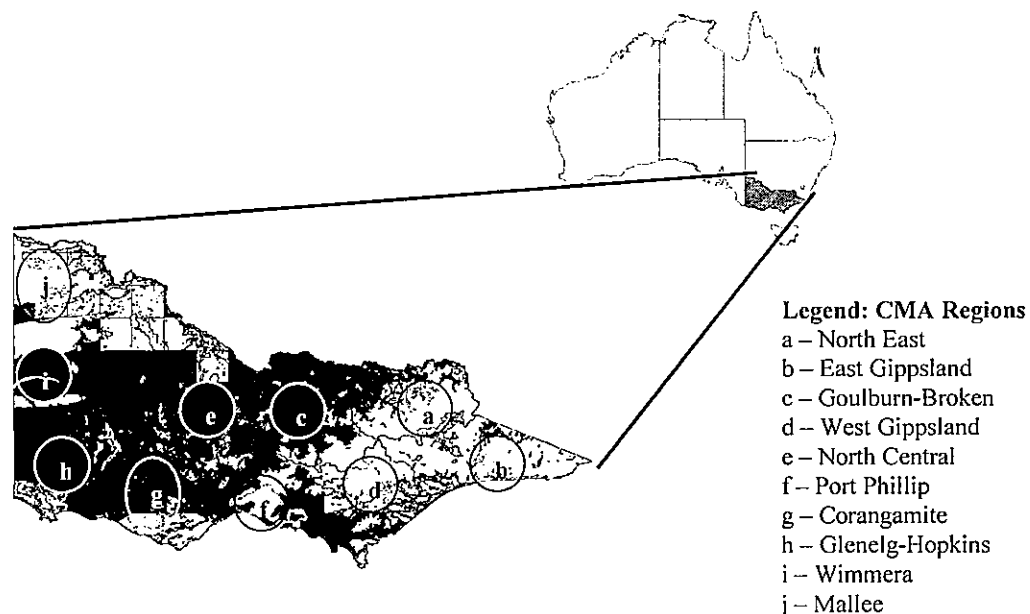 N
j
i
e
c
a
h
g
f
d
b
Legend: CMA Regions
a – North East
b – East Gippsland
c – Goulburn-Broken
d – West Gippsland
e – North Central
f – Port Phillip
g – Corangamite
h – Glenelg-Hopkins
i – Wimmera
j – Mallee